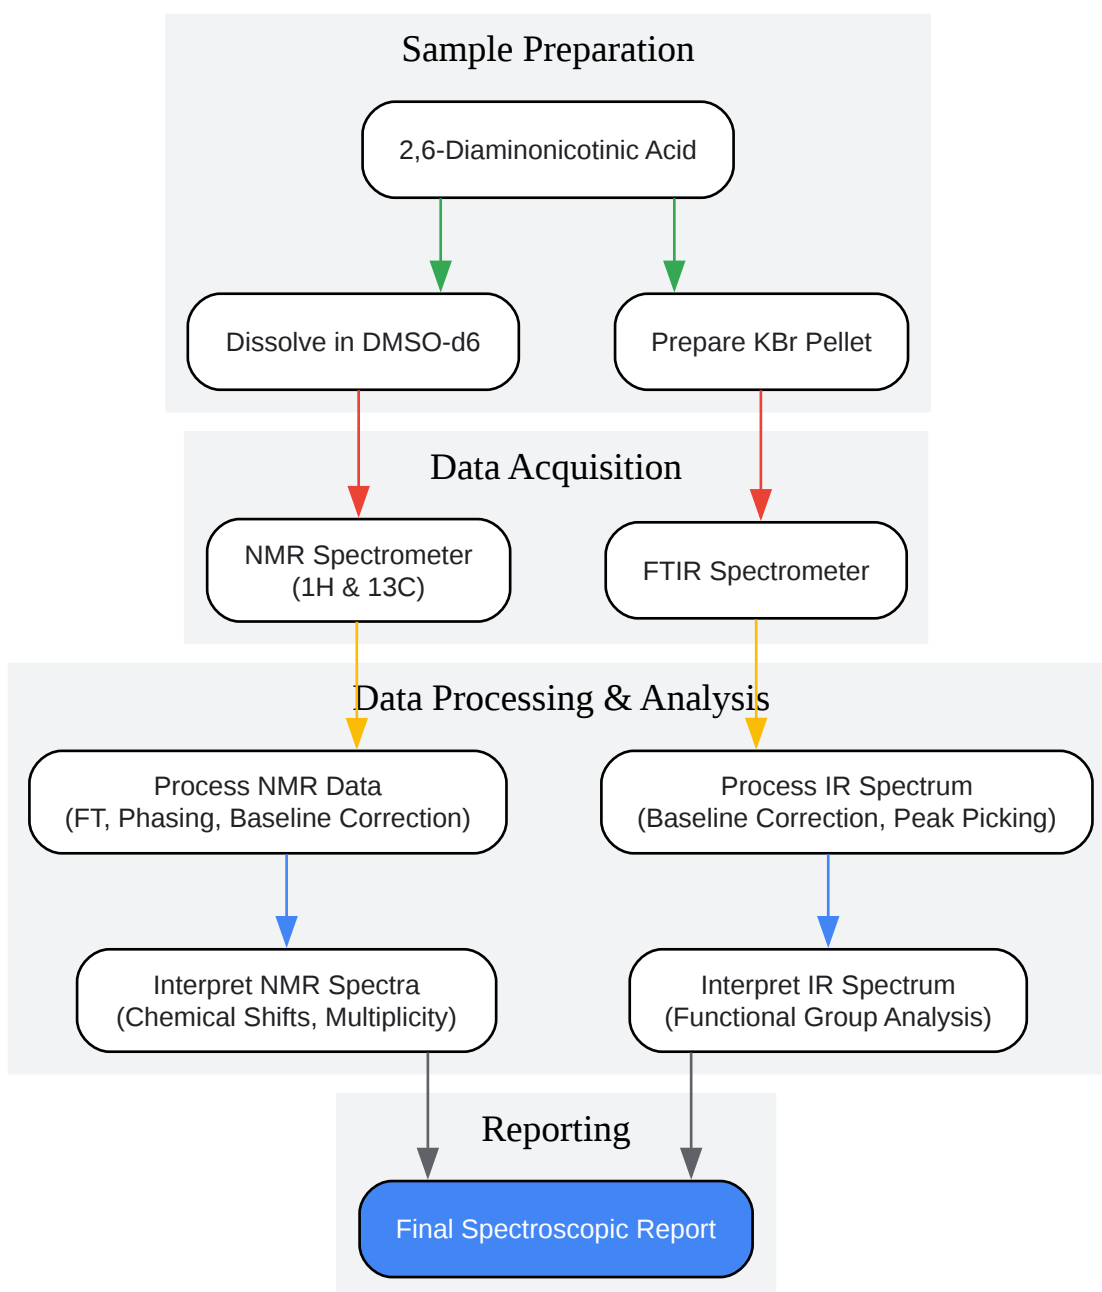 Sample Preparation
2,6-Diaminonicotinic Acid
Dissolve in DMSO-d6
Prepare KBr Pellet
Data Acquisition
NMR Spectrometer
(1H & 13C)
FTIR Spectrometer
Data Processing & Analysis
Process NMR Data
(FT, Phasing, Baseline Correction)
Process IR Spectrum
(Baseline Correction, Peak Picking)
Interpret NMR Spectra
(Chemical Shifts, Multiplicity)
Interpret IR Spectrum
(Functional Group Analysis)
Reporting
Final Spectroscopic Report